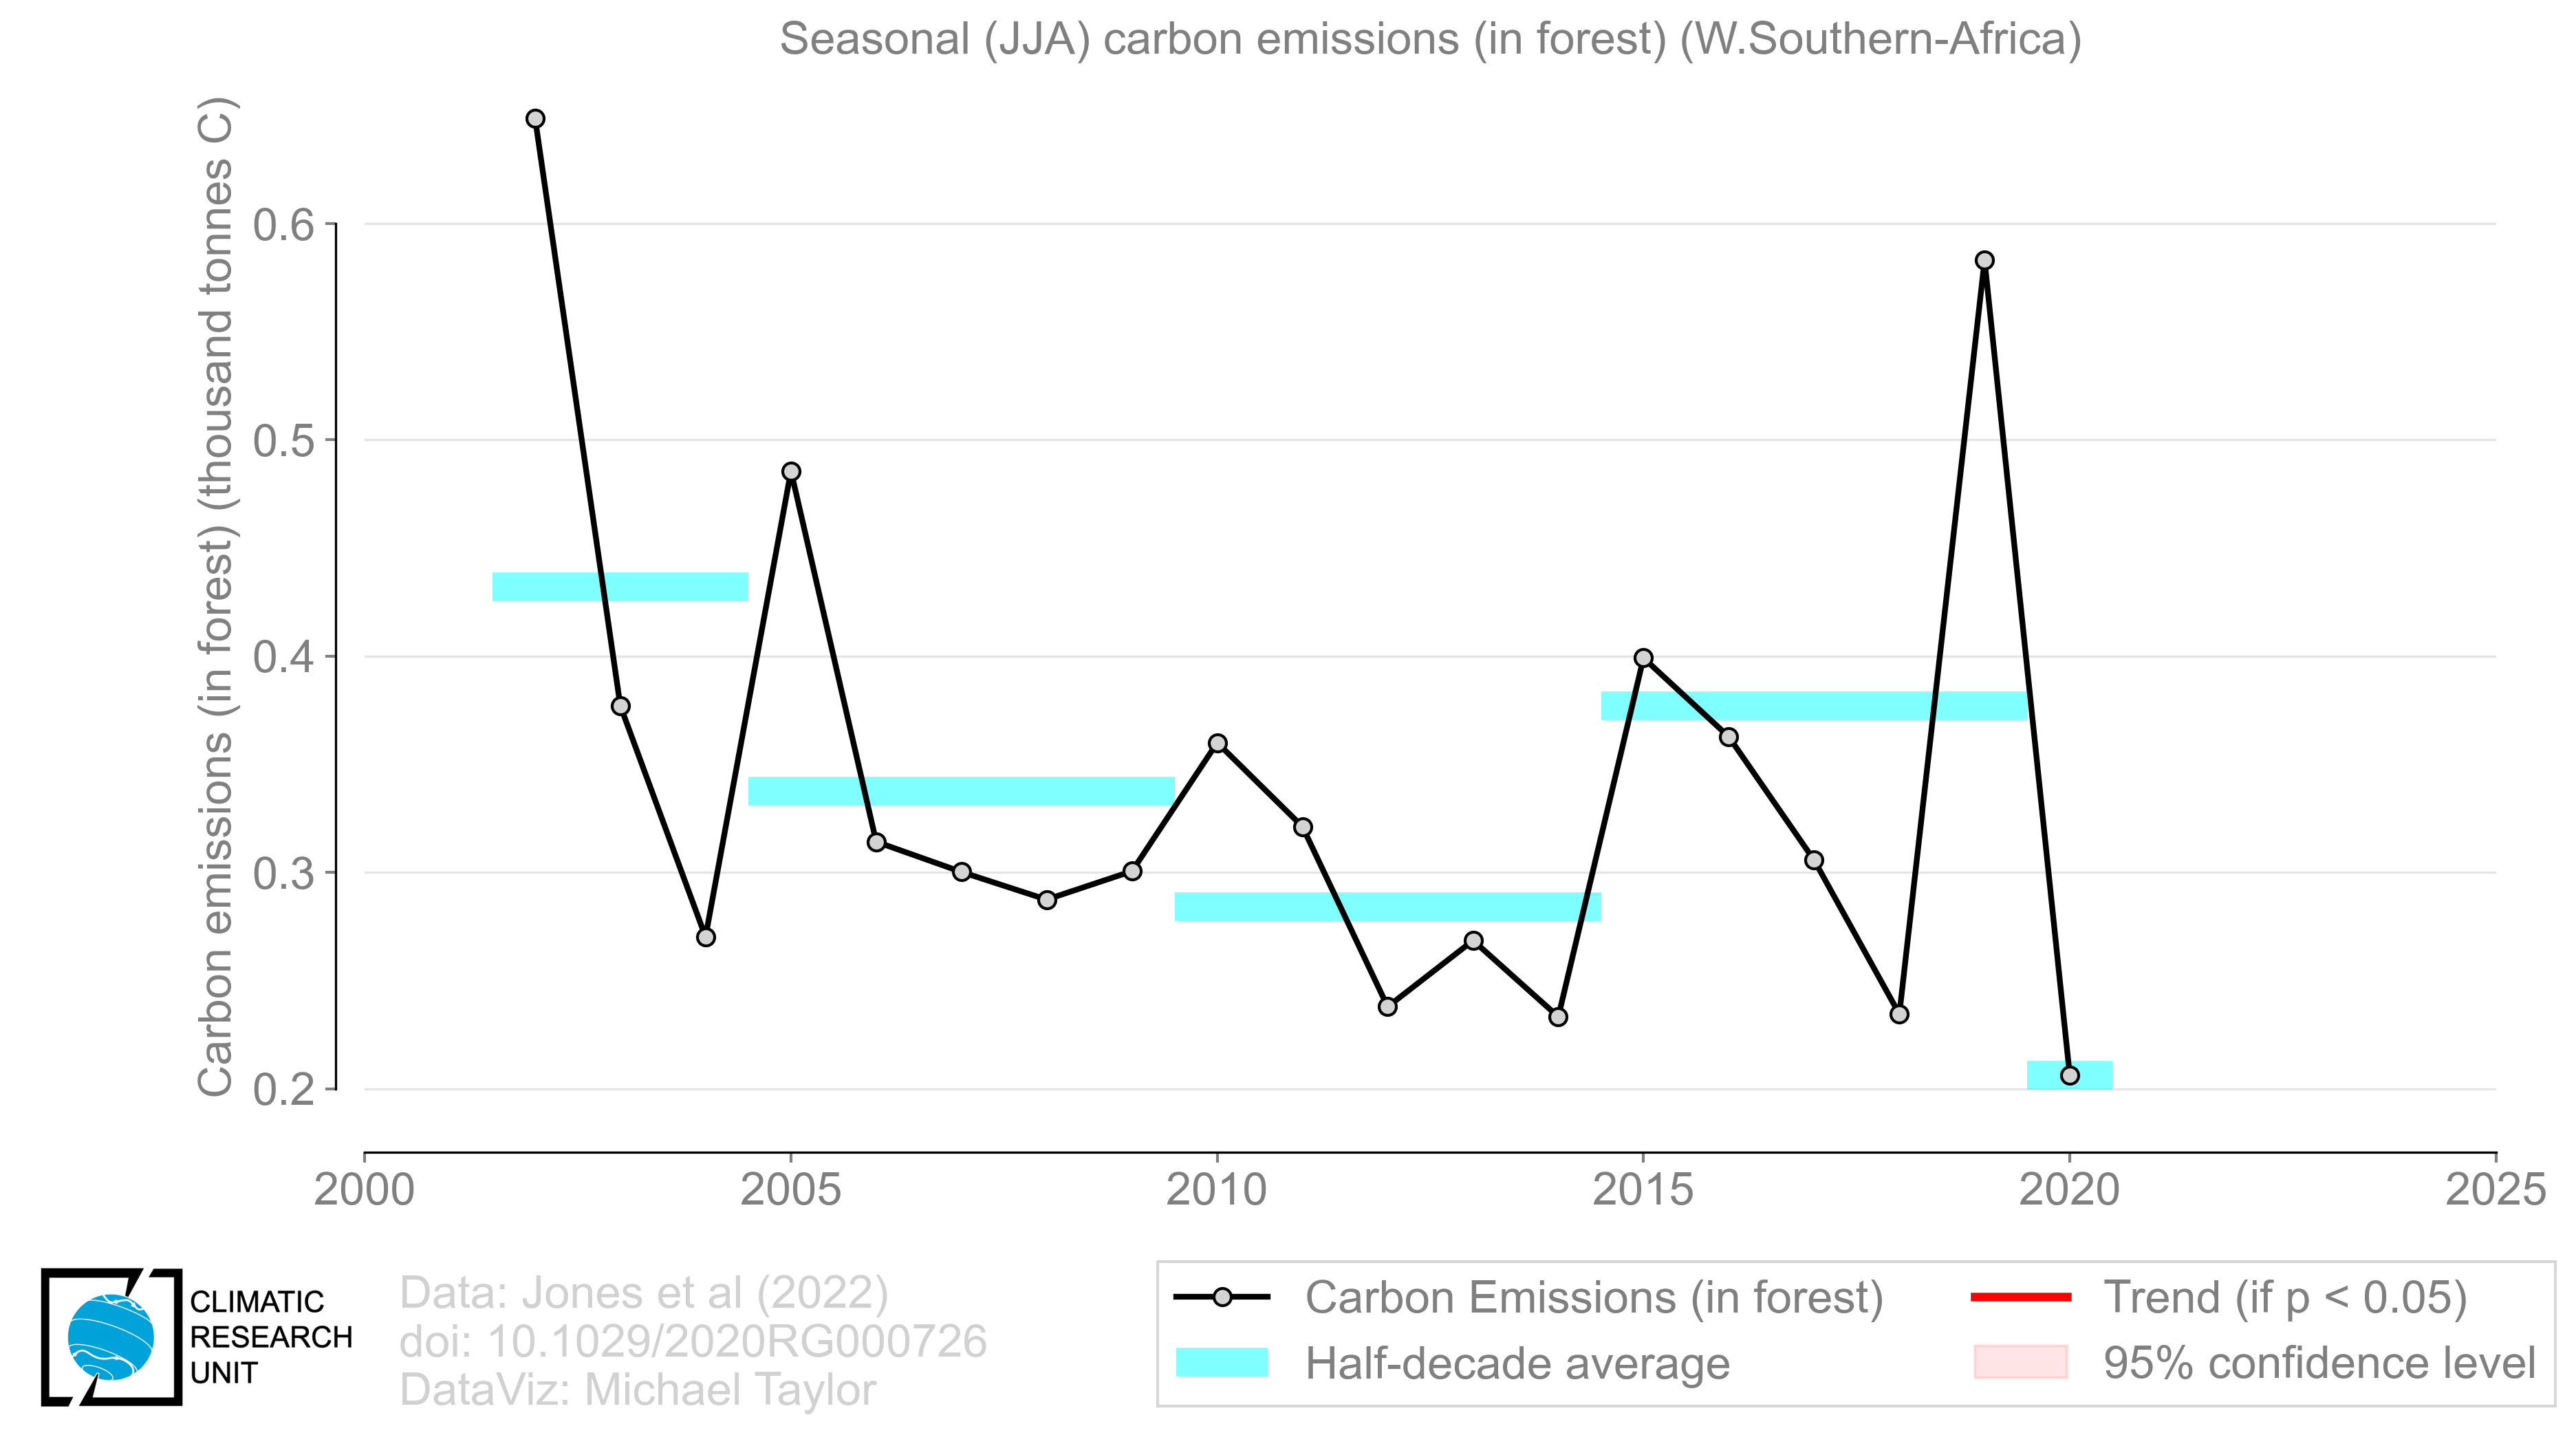 Seasonal (JJA) carbon emissions (in forest) (W.Southern-Africa)
Carbon emissions (in forest) (thousand tonnes C)
0.6
0.5
0.4
0.3
0.2
2000
2005
2010
2015
2020
2025
CLIMATIC
RESEARCH
UNIT
Data: Jones et al (2022)
doi: 10.1029/2020RG000726
DataViz: Michael Taylor
Carbon Emissions (in forest)
Half-decade average
Trend (if p < 0.05)
95% confidence level